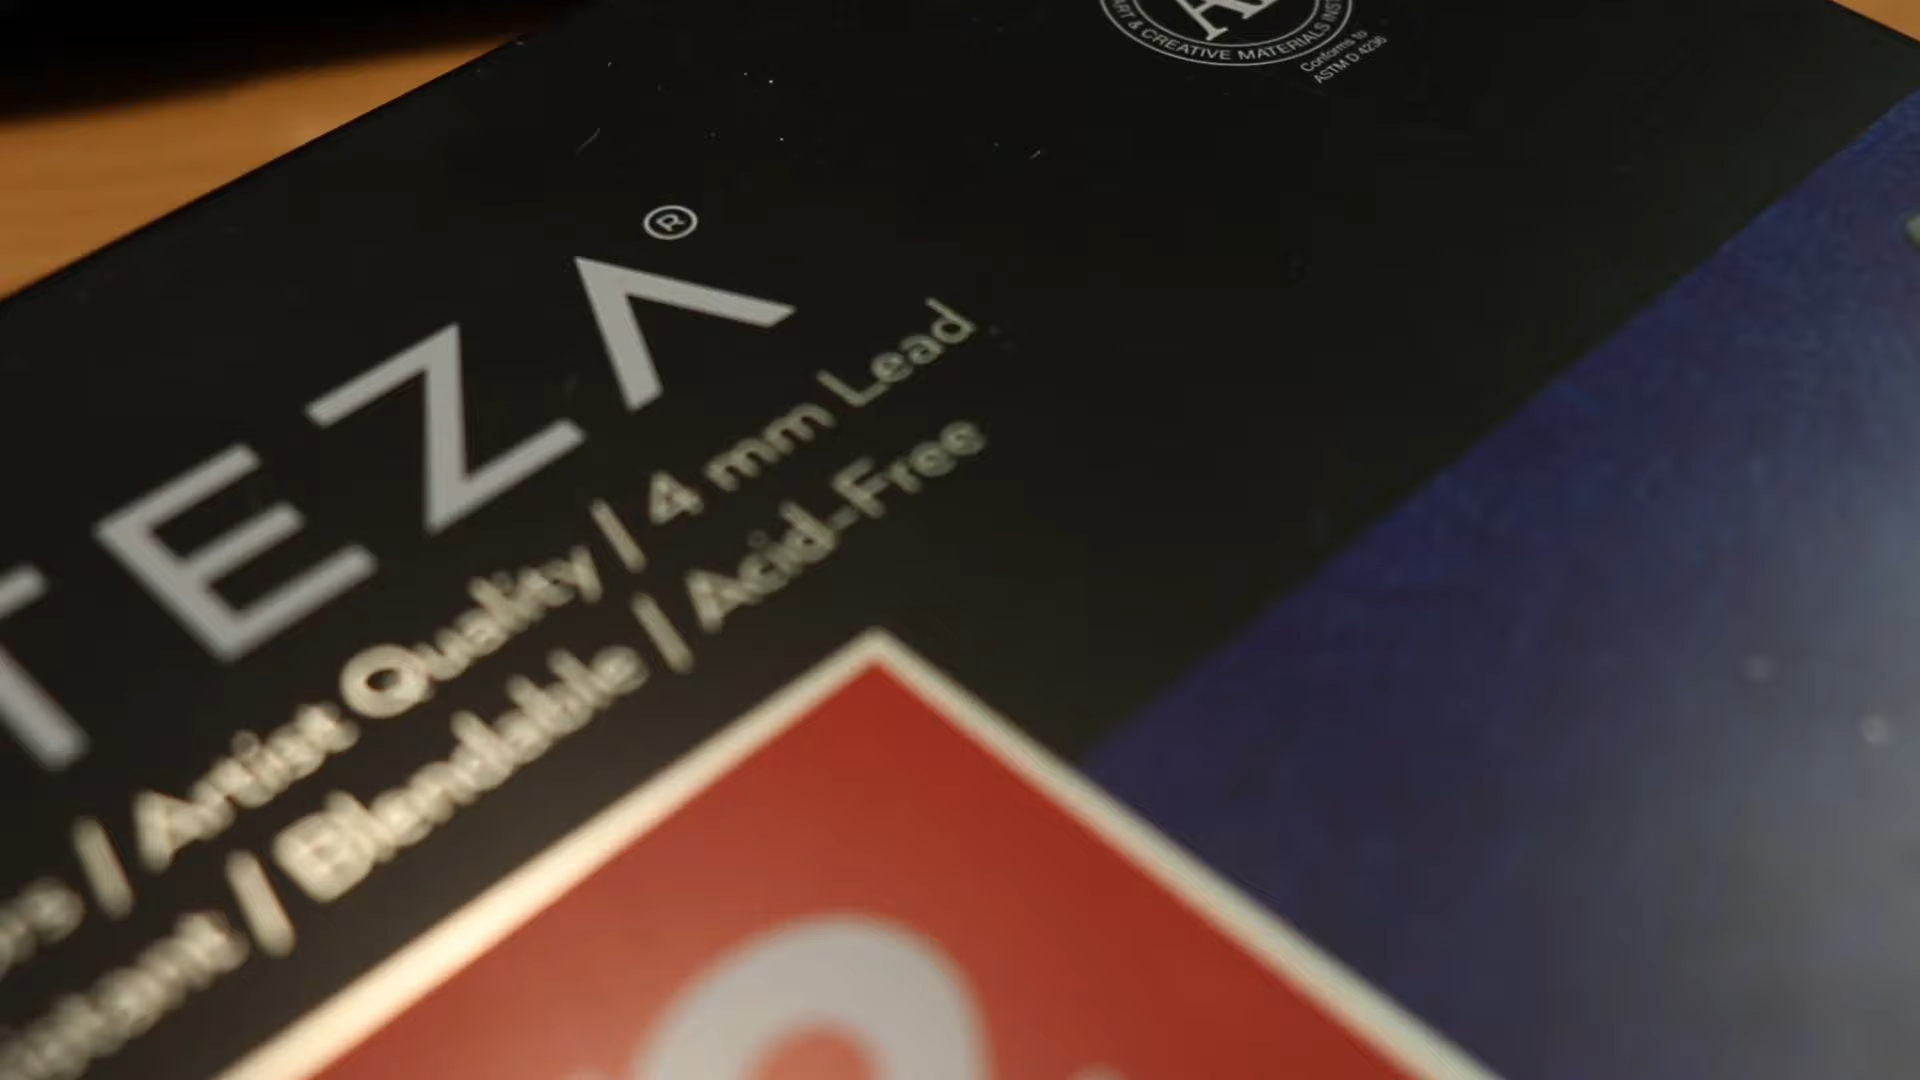 ART & CREATIVE MATERIALS INST
Conforms to
ASTM D 4236
TEZA®
| Artist Quality | 4 mm Lead
| Blendable | Acid-Free